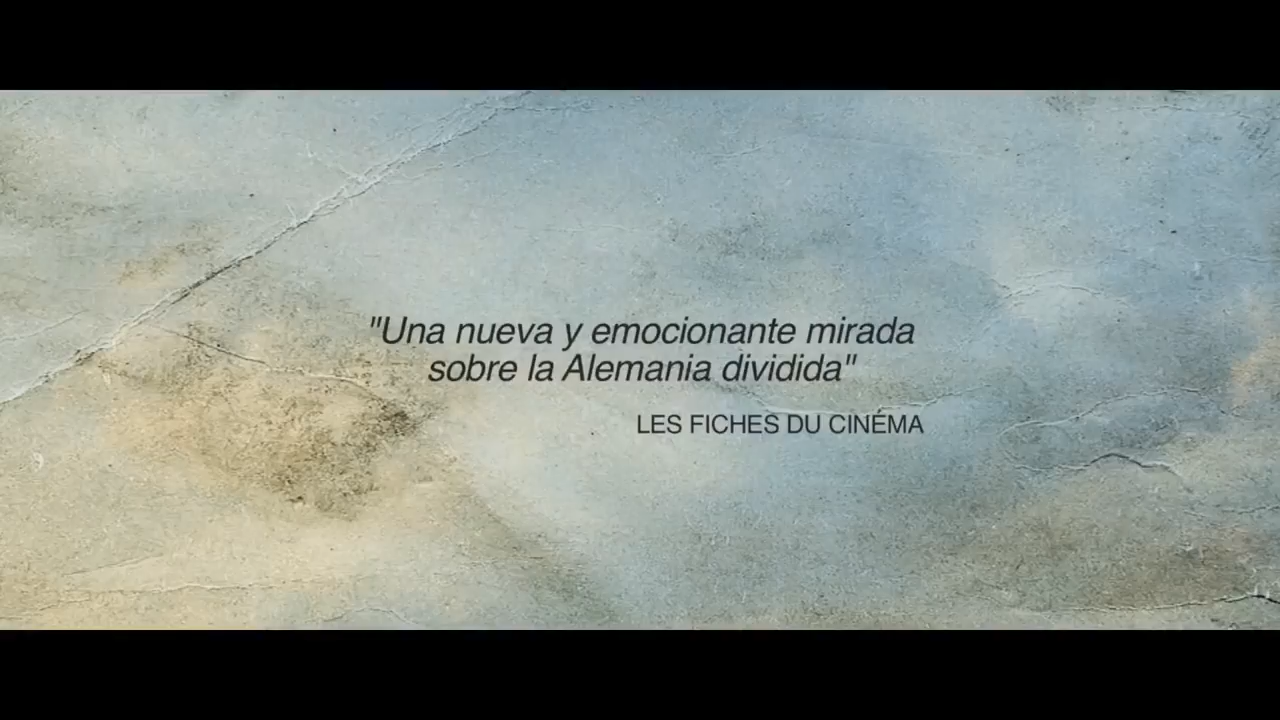 "Una nueva y emocionante mirada
sobre la Alemania dividida"
LES FICHES DU CINÉMA